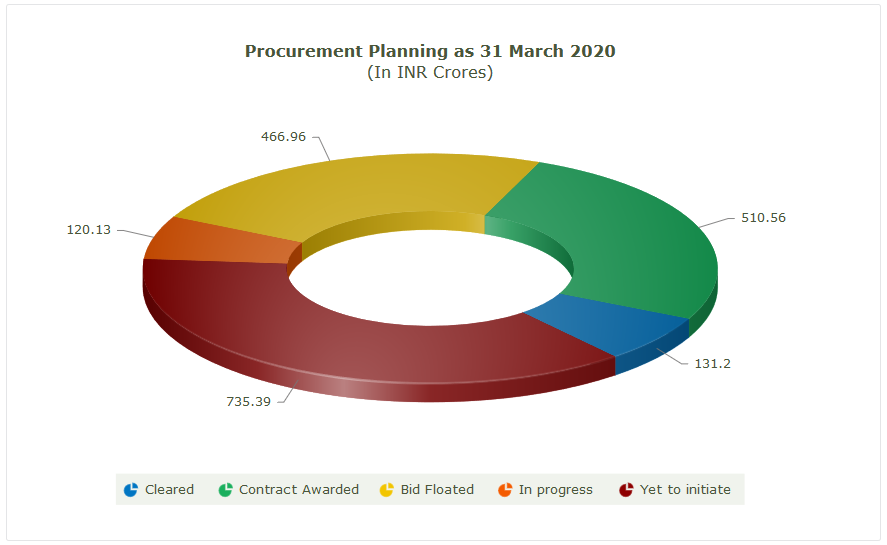 Procurement Planning as 31 March 2020
(In INR Crores)
466.96
510.56
120.13
131.2
735.39
Cleared Contract Awarded Bid Floated In progress Yet to initiate